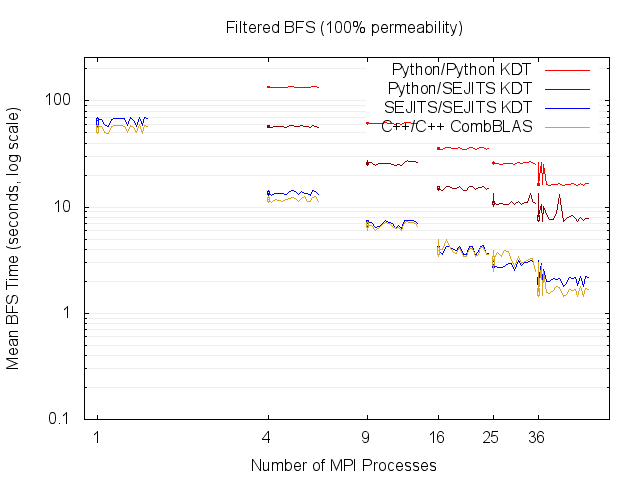 Filtered BFS (100% permeability)
Python/Python KDT
Python/SEJITS KDT
SEJITS/SEJITS KDT
C++/C++ CombBLAS
100
10
1
0.1
Mean BFS Time (seconds, log scale)
1 4 9 16 25 36
Number of MPI Processes